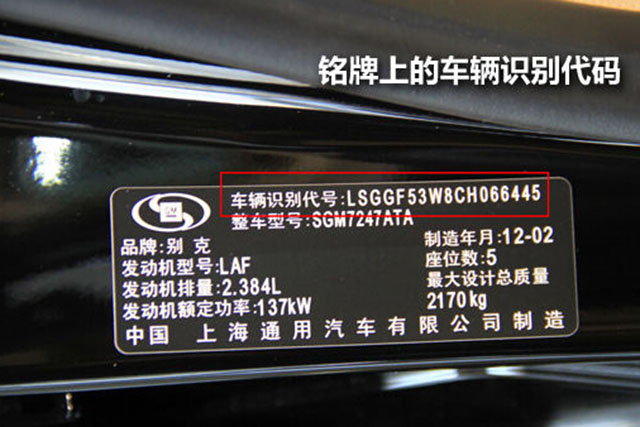 铭牌上的车辆识别代码
车辆识别代号:LSGGF53W8CH066445
整车型号:SGM7247ATA
品牌:别克
制造年月:12-02
发动机型号:LAF
座位数:5
发动机排量:2.384L
最大设计总质量
发动机额定功率:137kW
2170kg
中国 上海通用汽车有限公司制造
GM